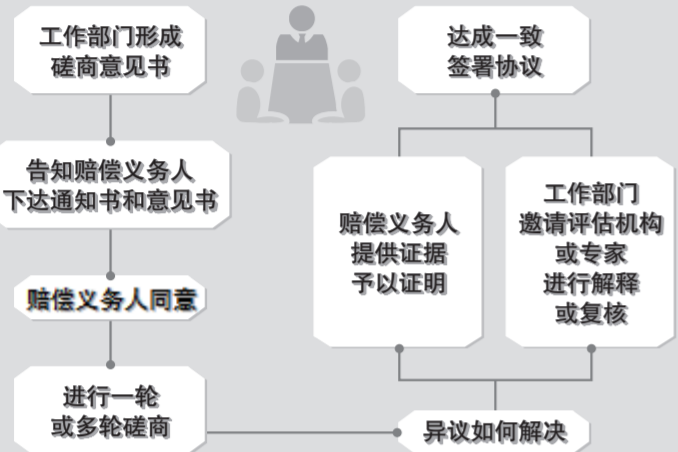 工作部门形成
磋商意见书
告知赔偿义务人
下达通知书和意见书
赔偿义务人同意
进行一轮
或多轮磋商
达成一致
签署协议
赔偿义务人
提供证据
予以证明
工作部门
邀请评估机构
或专家
进行解释
或复核
异议如何解决